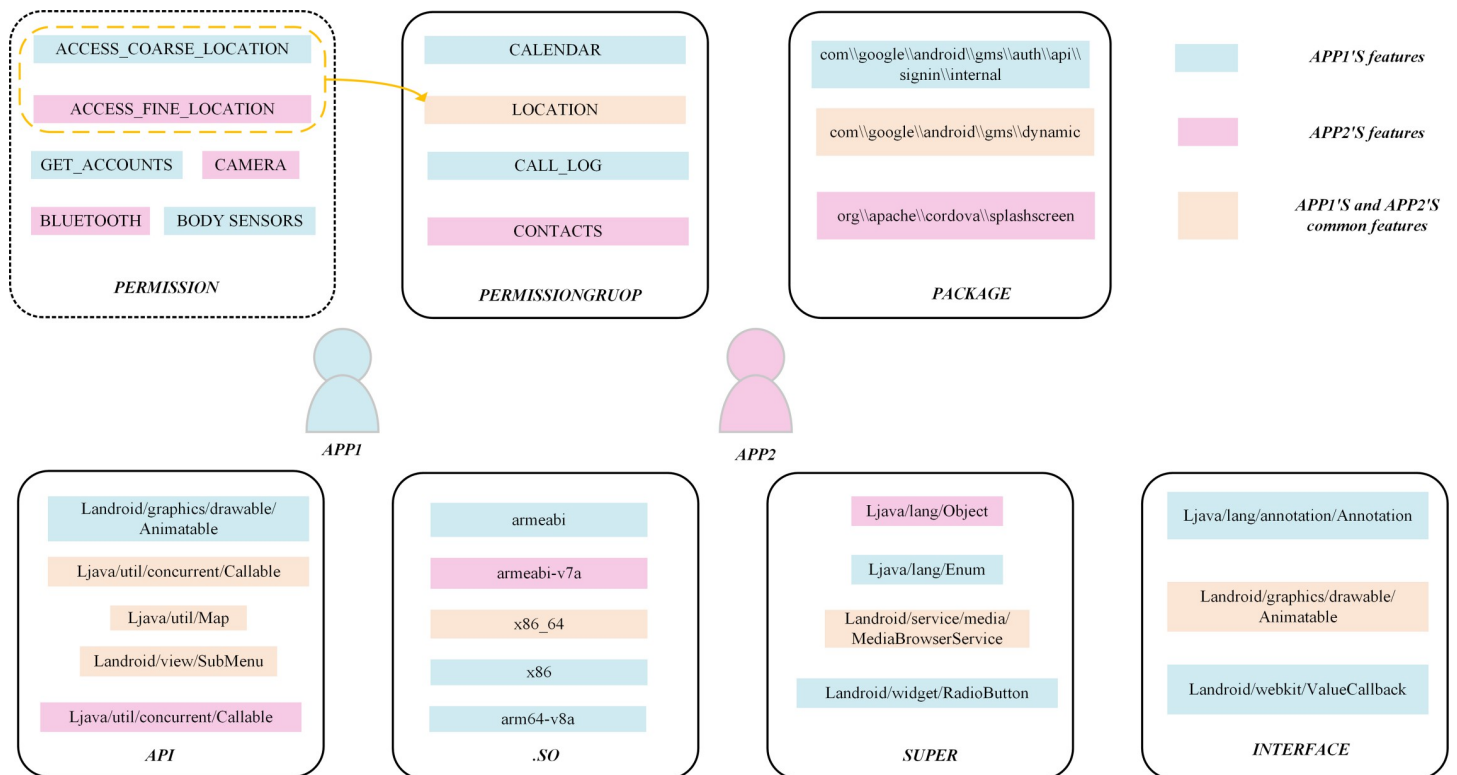 ACCESS_COARSE_LOCATION
ACCESS_FINE_LOCATION
GET_ACCOUNTS
CAMERA
BLUETOOTH
BODY SENSORS
PERMISSION
CALENDAR
LOCATION
CALL_LOG
CONTACTS
PERMISSIONGRUOP
com\\google\\android\\gms\\auth\\api\\
signin\\internal
com\\google\\android\\gms\\dynamic
org\\apache\\cordova\\splashscreen
PACKAGE
APP1'S features
APP2'S features
APP1'S and APP2'S
common features
APP1
APP2
Landroid/graphics/drawable/
Animatable
Ljava/util/concurrent/Callable
Ljava/util/Map
Landroid/view/SubMenu
Ljava/util/concurrent/Callable
API
armeabi
armeabi-v7a
x86_64
x86
arm64-v8a
.SO
Ljava/lang/Object
Ljava/lang/Enum
Landroid/service/media/
MediaBrowserService
Landroid/widget/RadioButton
SUPER
Ljava/lang/annotation/Annotation
Landroid/graphics/drawable/
Animatable
Landroid/webkit/ValueCallback
INTERFACE